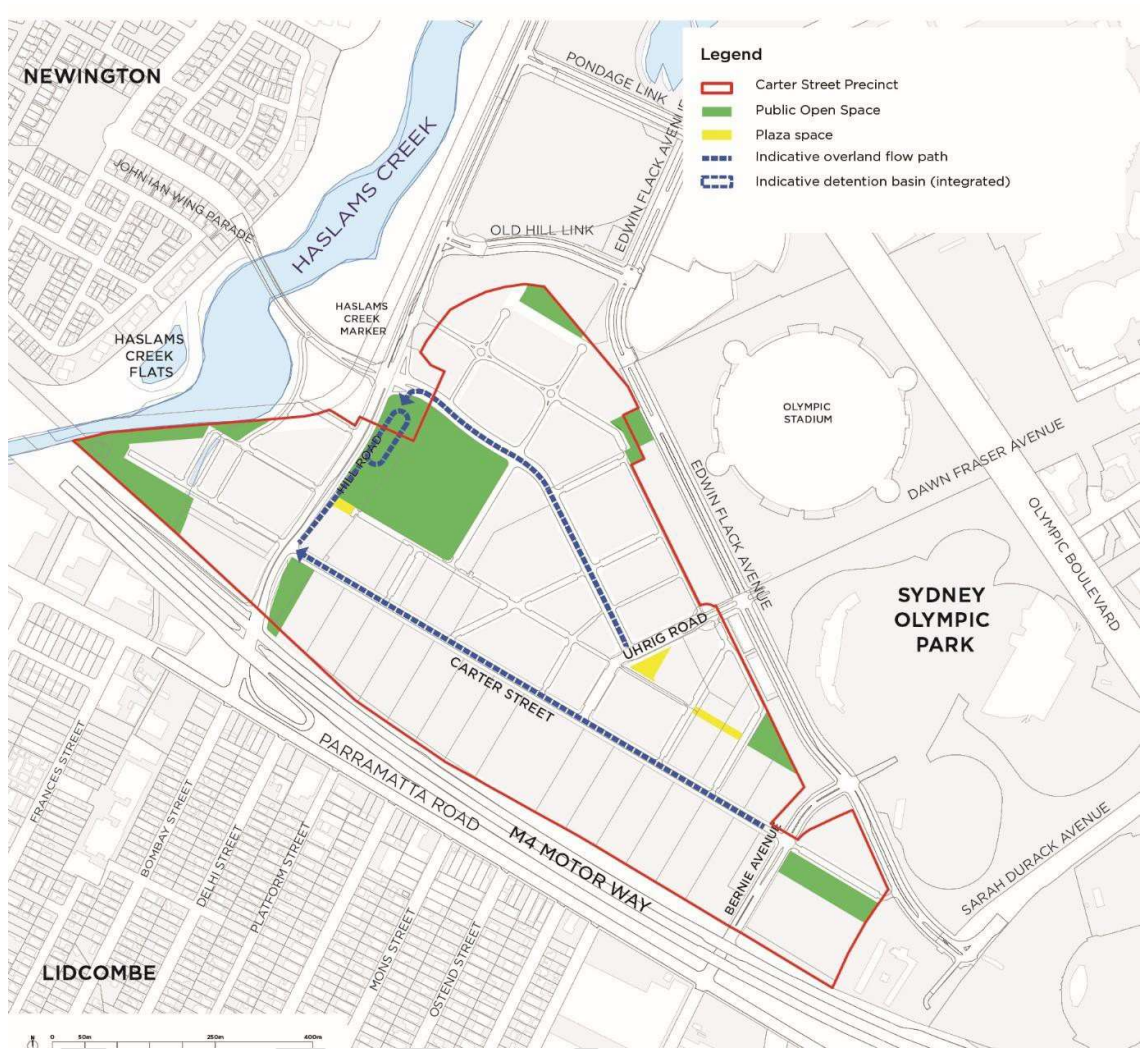 NEWINGTON
PONDAGE LINK
EDWIN FLACK AVENUE
Legend
Carter Street Precinct
Public Open Space
Plaza space
Indicative overland flow path
Indicative detention basin (integrated)
JOHN IAN WING PARADE
HASLAMS CREEK
OLD HILL LINK
HASLAMS
CREEK
MARKER
HASLAMS
CREEK
FLATS
OLYMPIC
STADIUM
HILL ROAD
DAWN FRASER AVENUE
EDWIN FLACK AVENUE
OLYMPIC BOULEVARD
SYDNEY
OLYMPIC
PARK
UHRIG ROAD
CARTER STREET
PARRAMATTA ROAD
M4 MOTOR WAY
BERNIE AVENUE
SARAH DURACK AVENUE
FRANCES STREET
BOMBAY STREET
DELHI STREET
PLATFORM STREET
MONS STREET
OSTEND STREET
LIDCOMBE
N
0 50m 250m 400m